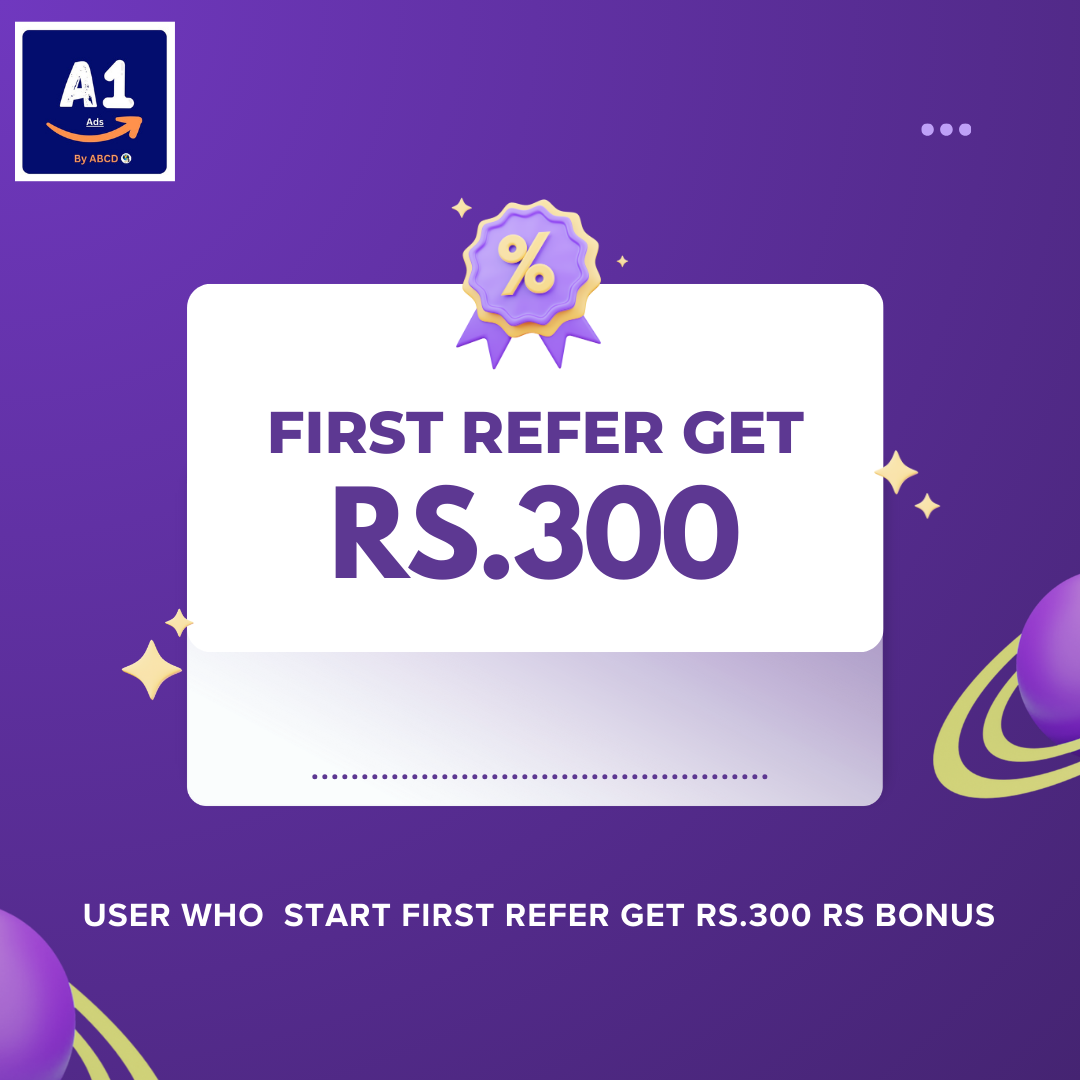 A1
Ads
By ABCD
%
FIRST REFER GET
RS.300
USER WHO  START FIRST REFER GET RS.300 RS BONUS